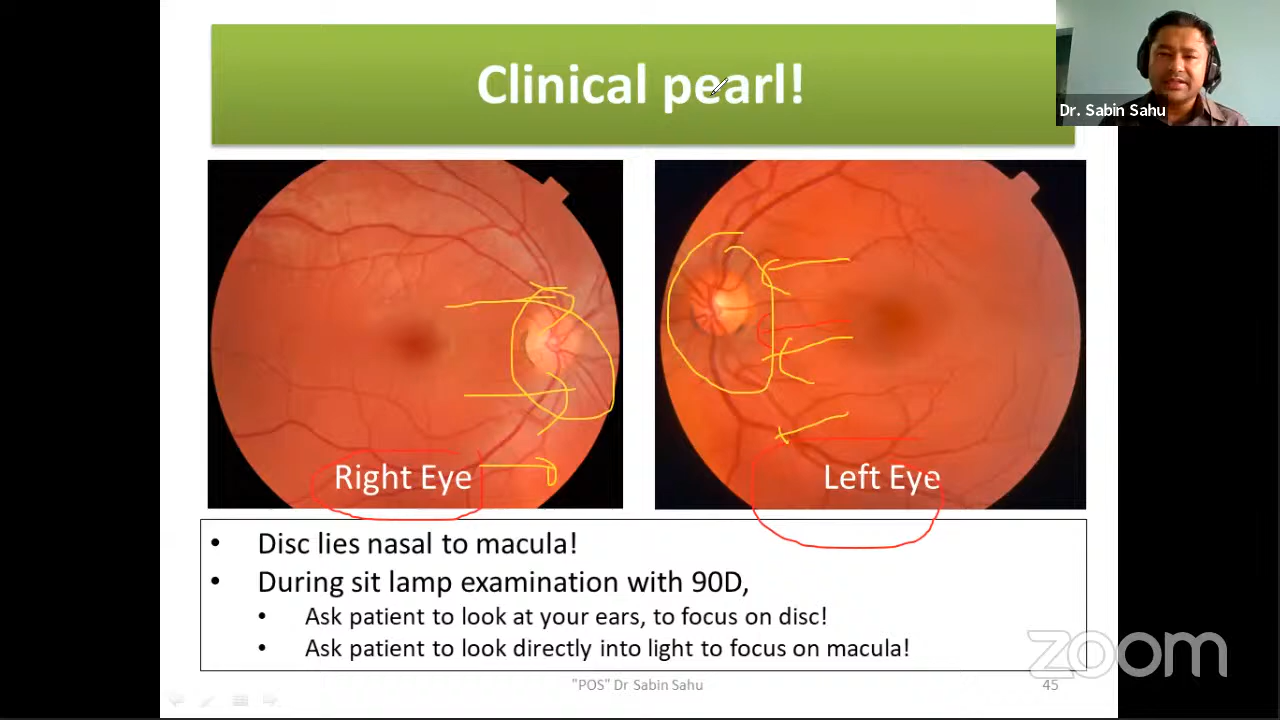 Clinical pearl!
Dr. Sabin Sahu
Right Eye
Left Eye
• Disc lies nasal to macula!
• During sit lamp examination with 90D,
• Ask patient to look at your ears, to focus on disc!
• Ask patient to look directly into light to focus on macula!
zoom
"POS" Dr Sabin Sahu
45